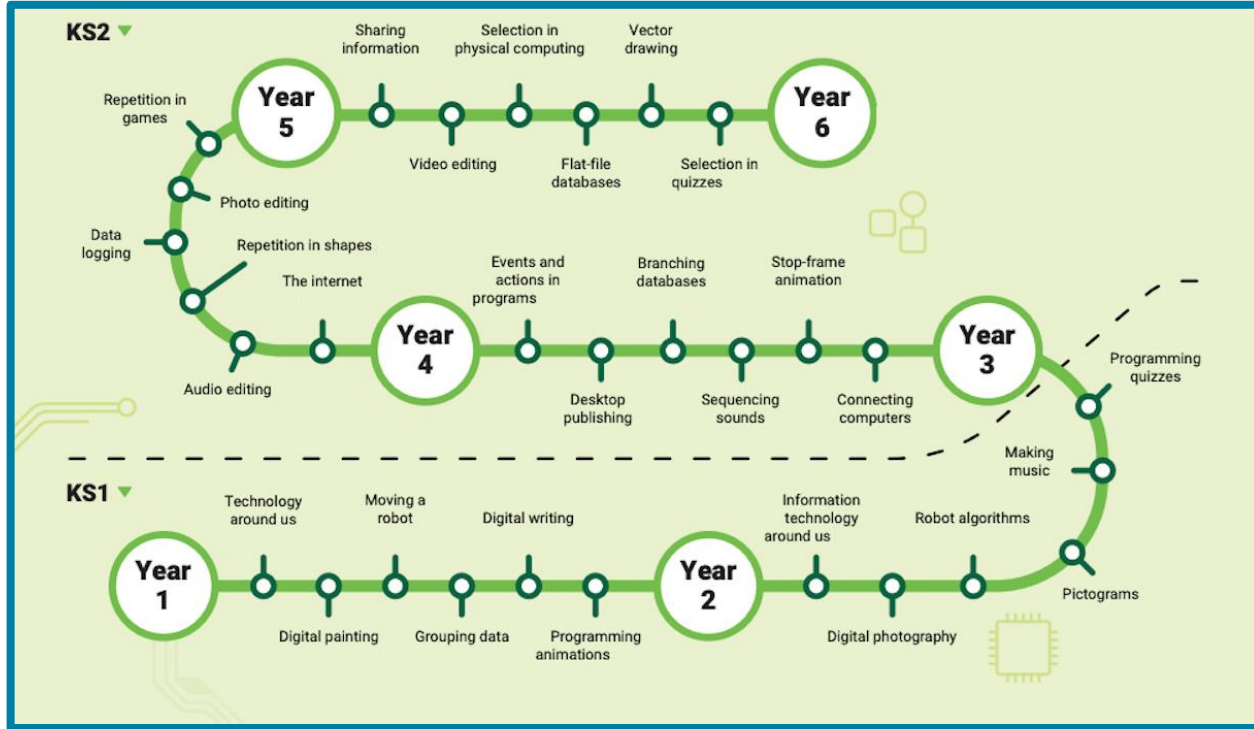 KS2
Sharing
information
Selection in
physical computing
Vector
drawing
Year
5
Year
6
Repetition in
games
Video editing
Flat-file
databases
Selection in
quizzes
Photo editing
Data
logging
Repetition in shapes
The internet
Events and
actions in
programs
Branching
databases
Stop-frame
animation
Year
4
Year
3
Audio editing
Desktop
publishing
Sequencing
sounds
Connecting
computers
Programming
quizzes
Making
music
KS1
Technology
around us
Moving a
robot
Digital writing
Information
technology
around us
Robot algorithms
Year
1
Year
2
Pictograms
Digital painting
Grouping data
Programming
animations
Digital photography